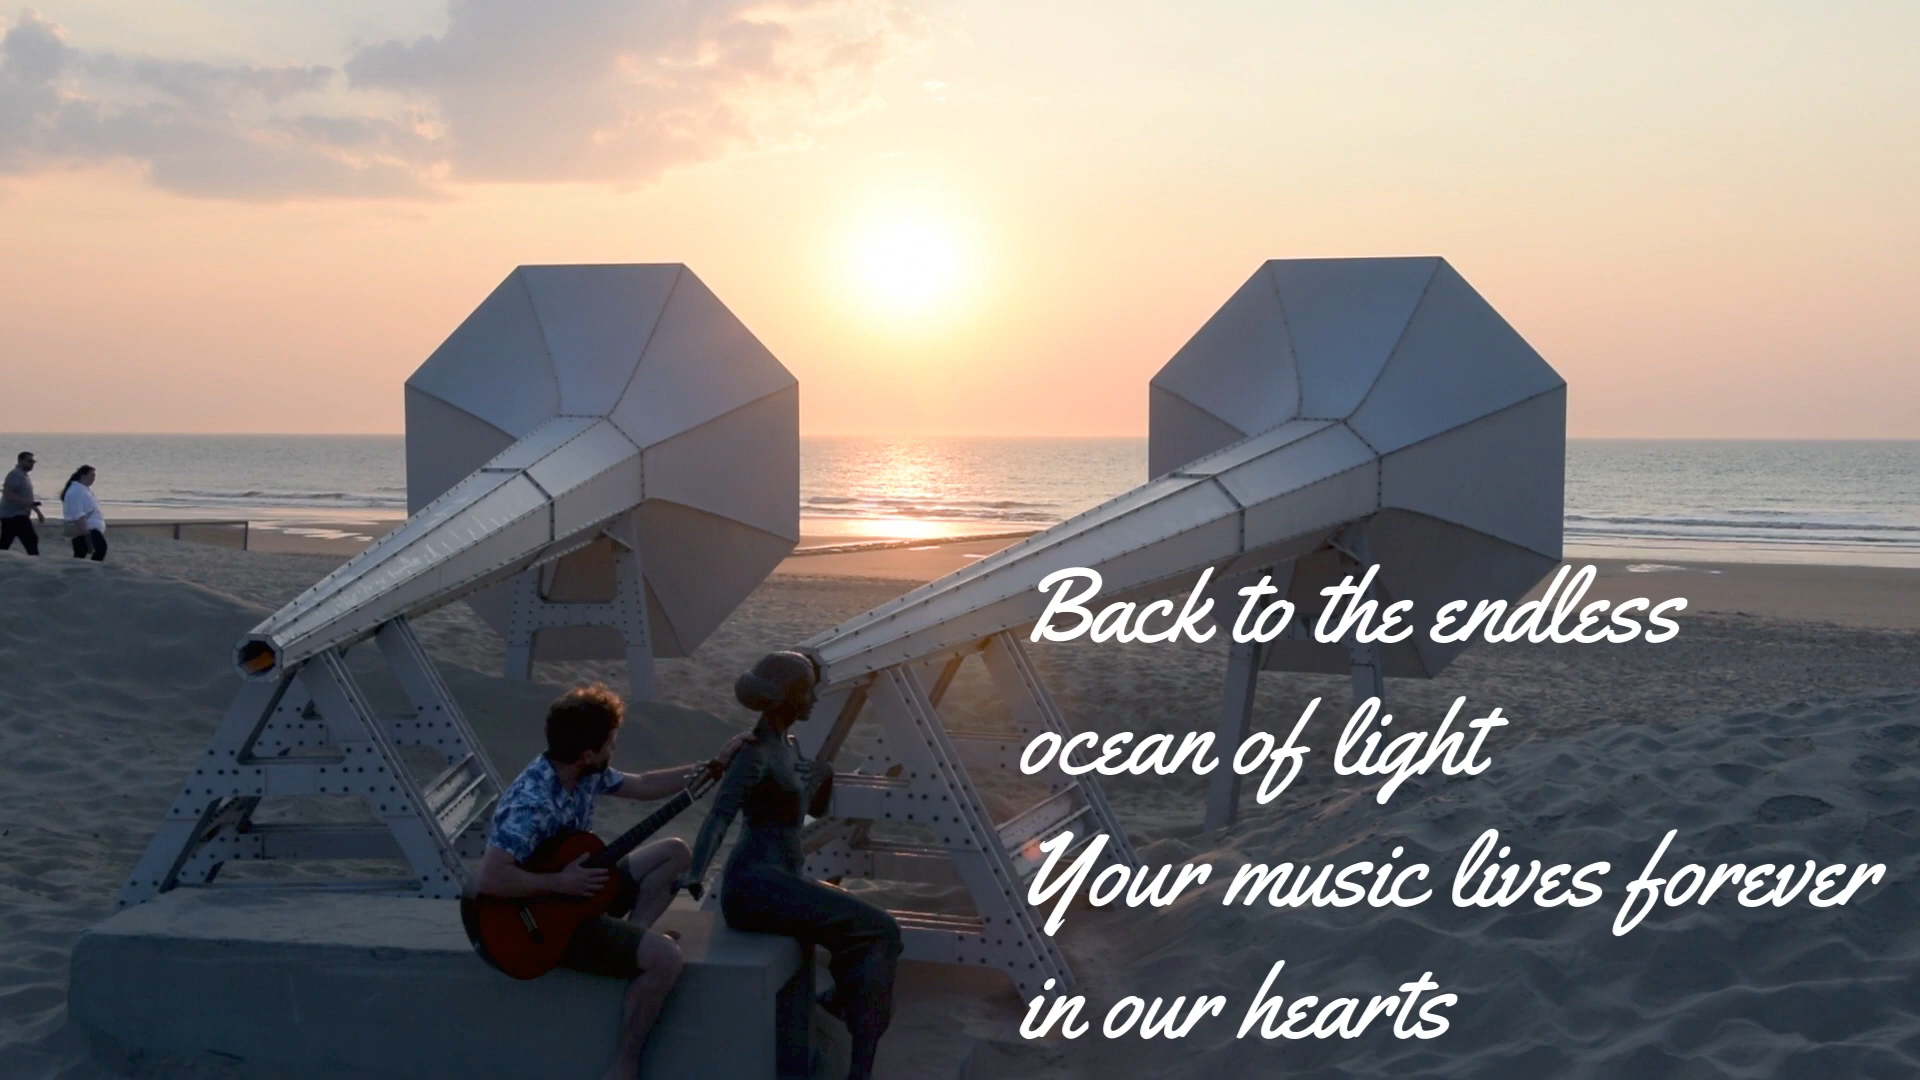 Back to the endless
ocean of light
Your music lives forever
in our hearts